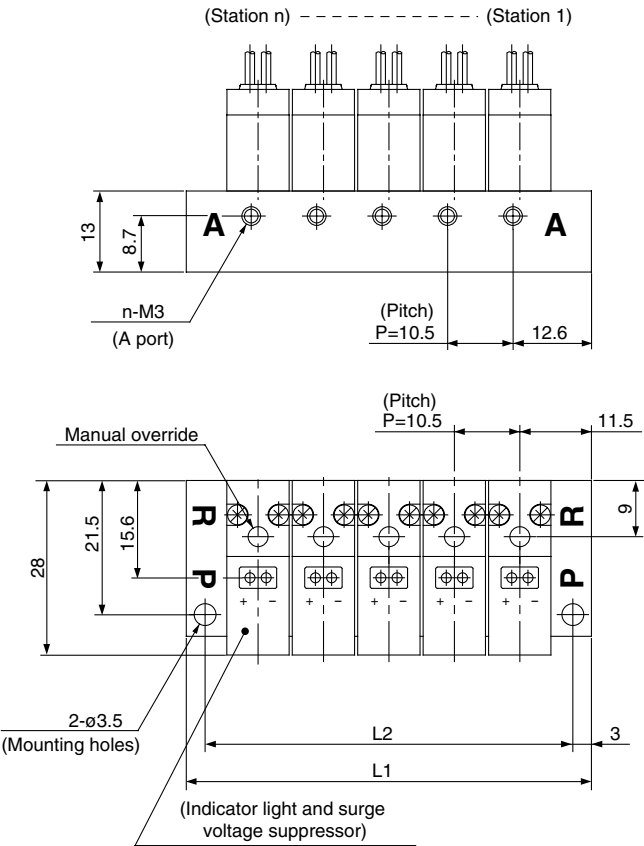 (Station n) (Station 1)
A A
13
8.7
n-M3
(A port)
(Pitch)
P=10.5 12.6
(Pitch)
P=10.5 11.5
Manual override
R R
9
28
21.5
15.6
P P
+ − + − + − + − + −
2-ø3.5
(Mounting holes)
L2 3
L1
(Indicator light and surge
voltage suppressor)